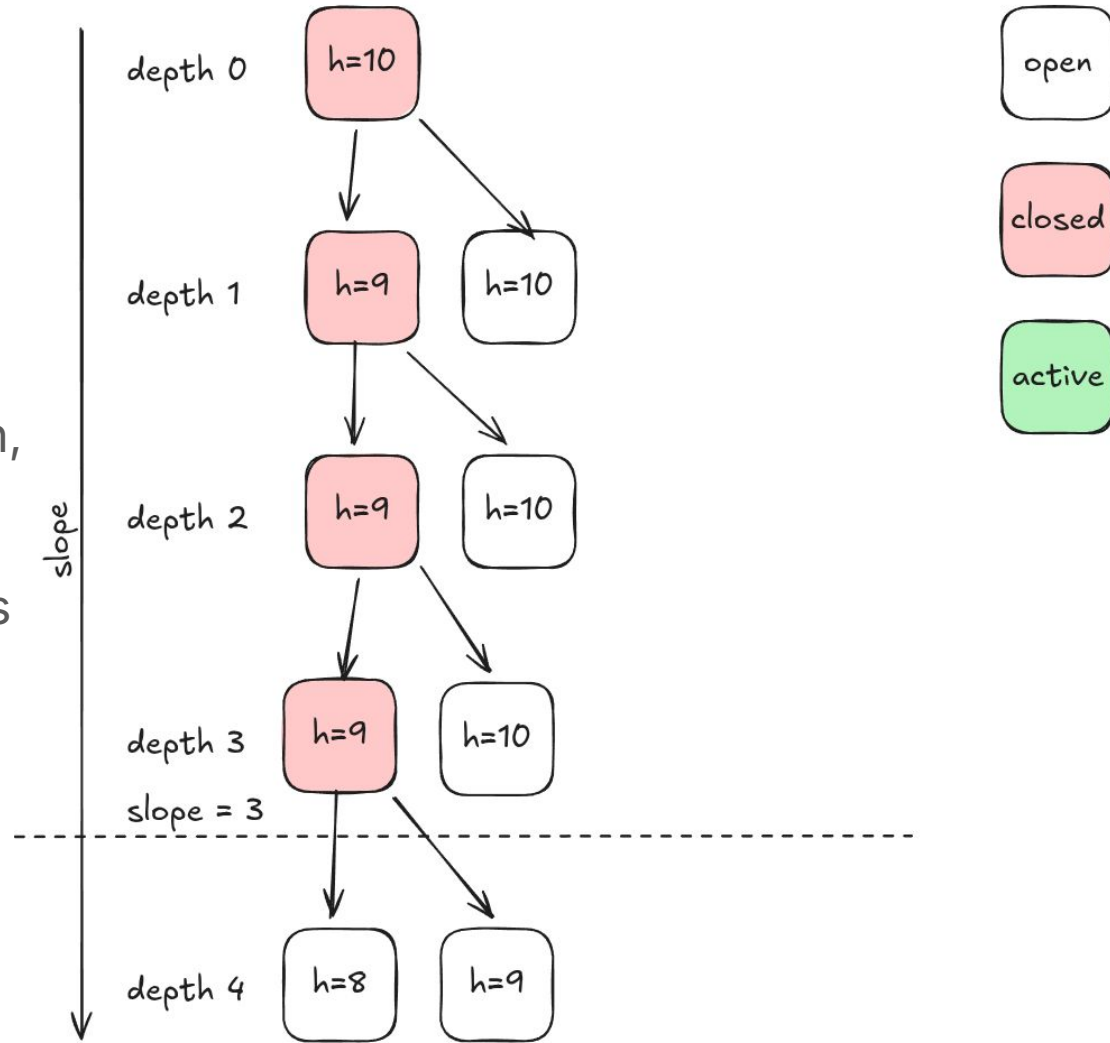 depth 0
h=10
open
closed
depth 1
h=9
h=10
active
slope
depth 2
h=9
h=10
depth 3
h=9
h=10
slope = 3
depth 4
h=8
h=9